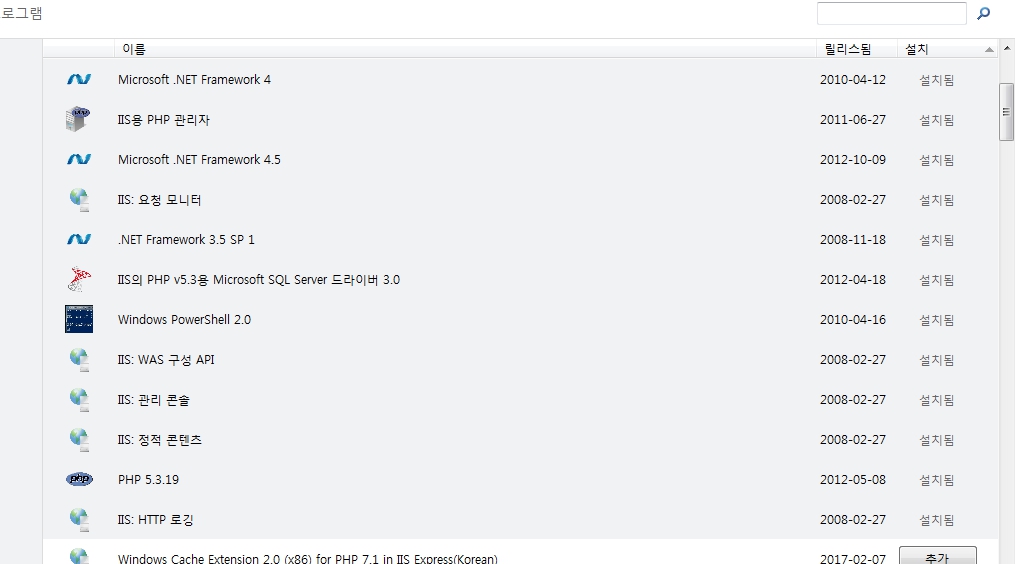 로그램
이름 릴리스됨 설치
Microsoft .NET Framework 4 2010-04-12 설치됨
IIS용 PHP 관리자 2011-06-27 설치됨
Microsoft .NET Framework 4.5 2012-10-09 설치됨
IIS: 요청 모니터 2008-02-27 설치됨
.NET Framework 3.5 SP 1 2008-11-18 설치됨
IIS의 PHP v5.3용 Microsoft SQL Server 드라이버 3.0 2012-04-18 설치됨
Windows PowerShell 2.0 2010-04-16 설치됨
IIS: WAS 구성 API 2008-02-27 설치됨
IIS: 관리 콘솔 2008-02-27 설치됨
IIS: 정적 콘텐츠 2008-02-27 설치됨
php PHP 5.3.19 2012-05-08 설치됨
IIS: HTTP 로깅 2008-02-27 설치됨
Windows Cache Extension 2.0 (x86) for PHP 7.1 in IIS Express(Korean) 2017-02-07 추가